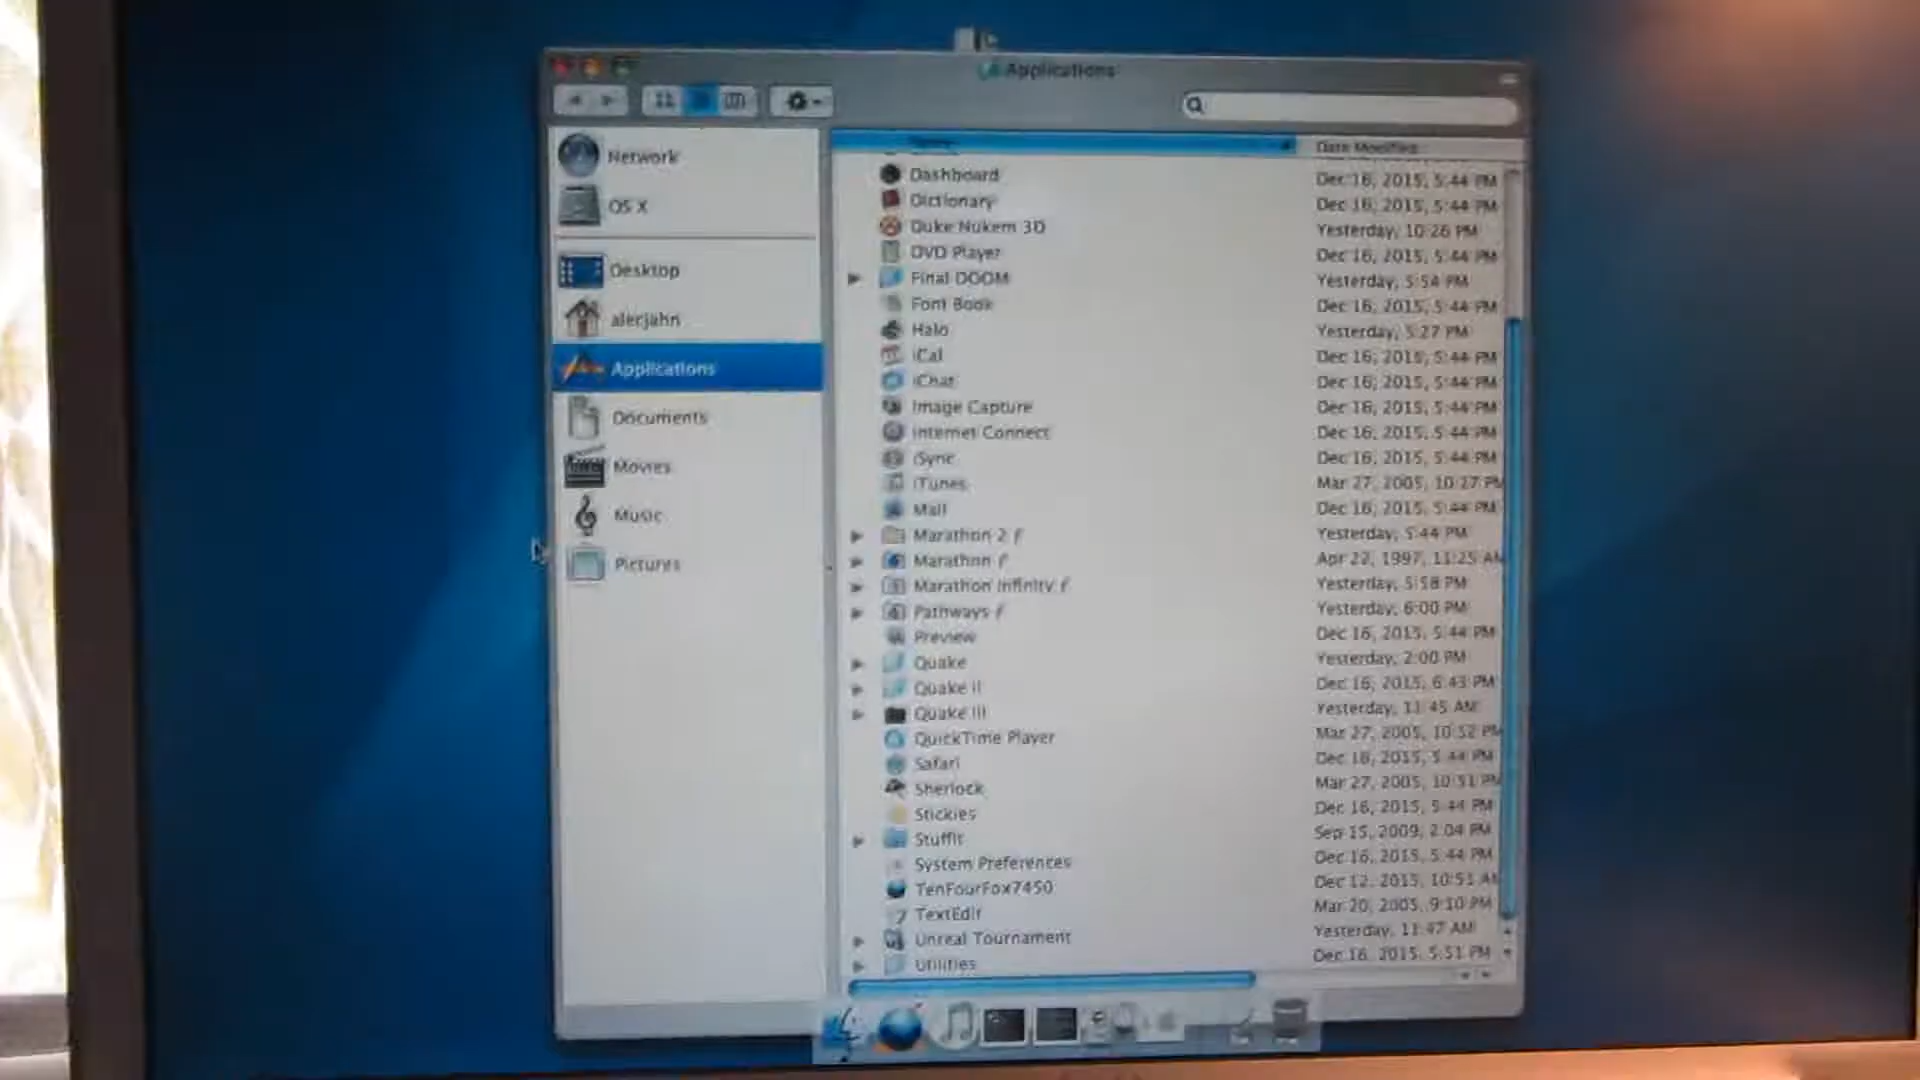 Applications
Date Modified
Network
OS X
Desktop
alecjahn
Applications
Documents
Movies
Music
Pictures
Dashboard Dec 16, 2015, 5:44 PM
Dictionary Dec 16, 2015, 5:44 PM
Duke Nukem 3D Yesterday, 10:26 PM
DVD Player Dec 16, 2015, 5:44 PM
Final DOOM Yesterday, 5:54 PM
Font Book Dec 16, 2015, 5:44 PM
Halo Yesterday, 5:27 PM
iCal Dec 16, 2015, 5:44 PM
iChat Dec 16, 2015, 5:44 PM
Image Capture Dec 16, 2015, 5:44 PM
Internet Connect Dec 16, 2015, 5:44 PM
iSync Dec 16, 2015, 5:44 PM
iTunes Mar 27, 2005, 10:27 PM
Mail Dec 16, 2015, 5:44 PM
Marathon 2 ƒ Yesterday, 5:44 PM
Marathon ƒ Apr 22, 1997, 11:25 AM
Marathon Infinity ƒ Yesterday, 5:58 PM
Pathways ƒ Yesterday, 6:00 PM
Preview Dec 16, 2015, 5:44 PM
Quake Yesterday, 2:00 PM
Quake II Dec 16, 2015, 6:43 PM
Quake III Yesterday, 11:45 AM
QuickTime Player Mar 27, 2005, 10:52 PM
Safari Dec 16, 2015, 5:44 PM
Sherlock Mar 27, 2005, 10:51 PM
Stickies Dec 16, 2015, 5:44 PM
StuffIt Sep 15, 2009, 2:04 PM
System Preferences Dec 16, 2015, 5:44 PM
TenFourFox7450 Dec 12, 2015, 10:51 AM
TextEdit Mar 20, 2005, 9:10 PM
Unreal Tournament Yesterday, 11:47 AM
Utilities Dec 16, 2015, 5:51 PM